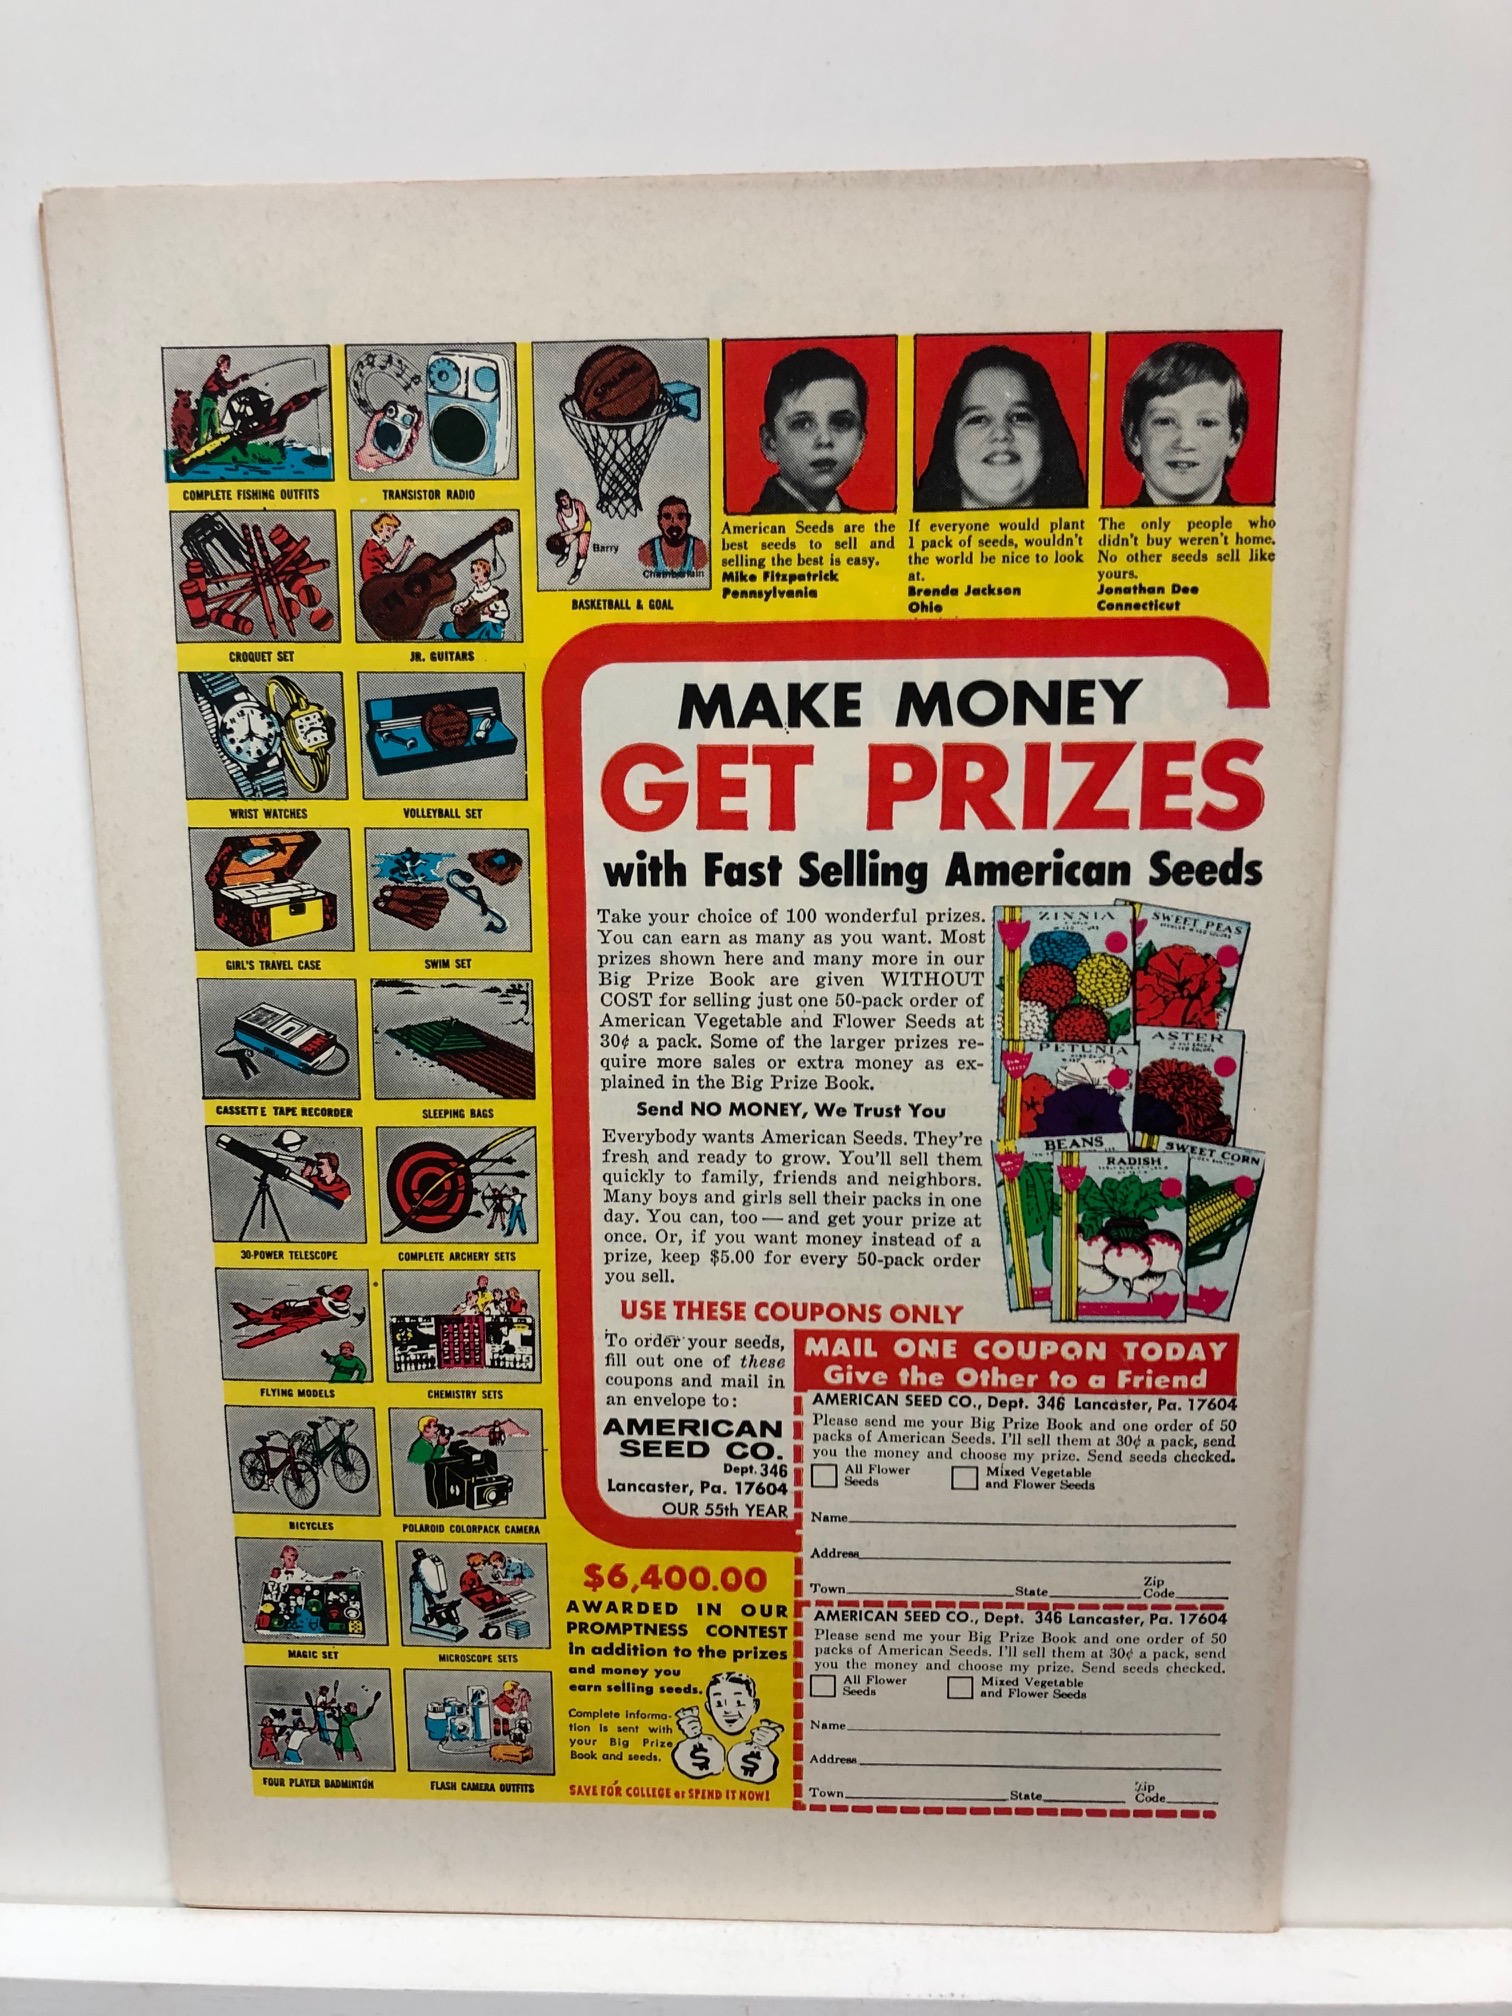 COMPLETE FISHING OUTFITS
TRANSISTOR RADIO
CROQUET SET
JR. GUITARS
WRIST WATCHES
VOLLEYBALL SET
GIRL'S TRAVEL CASE
SWIM SET
CASSETTE TAPE RECORDER
SLEEPING BAGS
30-POWER TELESCOPE
COMPLETE ARCHERY SETS
FLYING MODELS
CHEMISTRY SETS
BICYCLES
POLAROID COLORPACK CAMERA
MAGIC SET
MICROSCOPE SETS
FOUR PLAYER BADMINTON
FLASH CAMERA OUTFITS
SPALDING
Barry
Chamberlain
BASKETBALL & GOAL
American Seeds are the
best seeds to sell and
selling the best is easy.
Mike Fitzpatrick
Pennsylvania
If everyone would plant
1 pack of seeds, wouldn't
the world be nice to look
at.
Brenda Jackson
Ohio
The only people who
didn't buy weren't home.
No other seeds sell like
yours.
Jonathan Dee
Connecticut
MAKE MONEY
GET PRIZES
with Fast Selling American Seeds
Take your choice of 100 wonderful prizes.
You can earn as many as you want. Most
prizes shown here and many more in our
Big Prize Book are given WITHOUT
COST for selling just one 50-pack order of
American Vegetable and Flower Seeds at
30¢ a pack. Some of the larger prizes re-
quire more sales or extra money as ex-
plained in the Big Prize Book.
Send NO MONEY, We Trust You
Everybody wants American Seeds. They're
fresh and ready to grow. You'll sell them
quickly to family, friends and neighbors.
Many boys and girls sell their packs in one
day. You can, too — and get your prize at
once. Or, if you want money instead of a
prize, keep $5.00 for every 50-pack order
you sell.
ZINNIA
SWEET PEAS
PETUNIA
ASTER
BEANS
RADISH
SWEET CORN
USE THESE COUPONS ONLY
To order your seeds,
fill out one of these
coupons and mail in
an envelope to:
AMERICAN
SEED CO.
Dept. 346
Lancaster, Pa. 17604
OUR 55th YEAR
MAIL ONE COUPON TODAY
Give the Other to a Friend
AMERICAN SEED CO., Dept. 346 Lancaster, Pa. 17604
Please send me your Big Prize Book and one order of 50
packs of American Seeds. I'll sell them at 30¢ a pack, send
you the money and choose my prize. Send seeds checked.
All Flower Seeds
Mixed Vegetable and Flower Seeds
Name
Address
Town State Zip Code
AMERICAN SEED CO., Dept. 346 Lancaster, Pa. 17604
Please send me your Big Prize Book and one order of 50
packs of American Seeds. I'll sell them at 30¢ a pack, send
you the money and choose my prize. Send seeds checked.
All Flower Seeds
Mixed Vegetable and Flower Seeds
Name
Address
Town State Zip Code
$6,400.00
AWARDED IN OUR
PROMPTNESS CONTEST
in addition to the prizes
and money you
earn selling seeds.
Complete informa-
tion is sent with
your Big Prize
Book and seeds.
$ $
SAVE FOR COLLEGE or SPEND IT NOW!